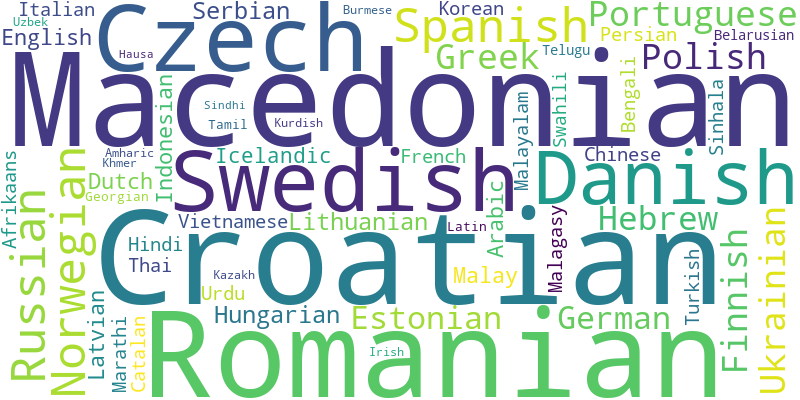 Italian
Uzbek
English
Czech
Hausa
Serbian
Burmese
Spanish
Korean
Portuguese
Persian
Belarusian
Greek
Telugu
Polish
Macedonian
Indonesian
Sindhi
Tamil
Kurdish
Malayalam
Swahili
Bengali
Sinhala
Afrikaans
Amharic
Khmer
Dutch
Georgian
Icelandic
French
Chinese
Swedish
Danish
Russian
Norwegian
Vietnamese
Lithuanian
Latin
Arabic
Malagasy
Hebrew
Croatian
Hindi
Thai
Kazakh
Urdu
Malay
Turkish
Finnish
Ukrainian
Latvian
Marathi
Catalan
Hungarian
Estonian
German
Romanian
Irish